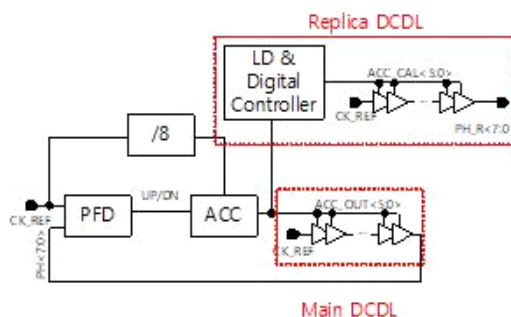 Replica DCDL
LD &
Digital
Controller
ACC_CAL<5:0>
CK_REF
PH_R<7:0>
/8
CK_REF
PFD
UP/DN
ACC
ACC_OUT<5:0>
CK_REF
PH<7:0>
Main DCDL